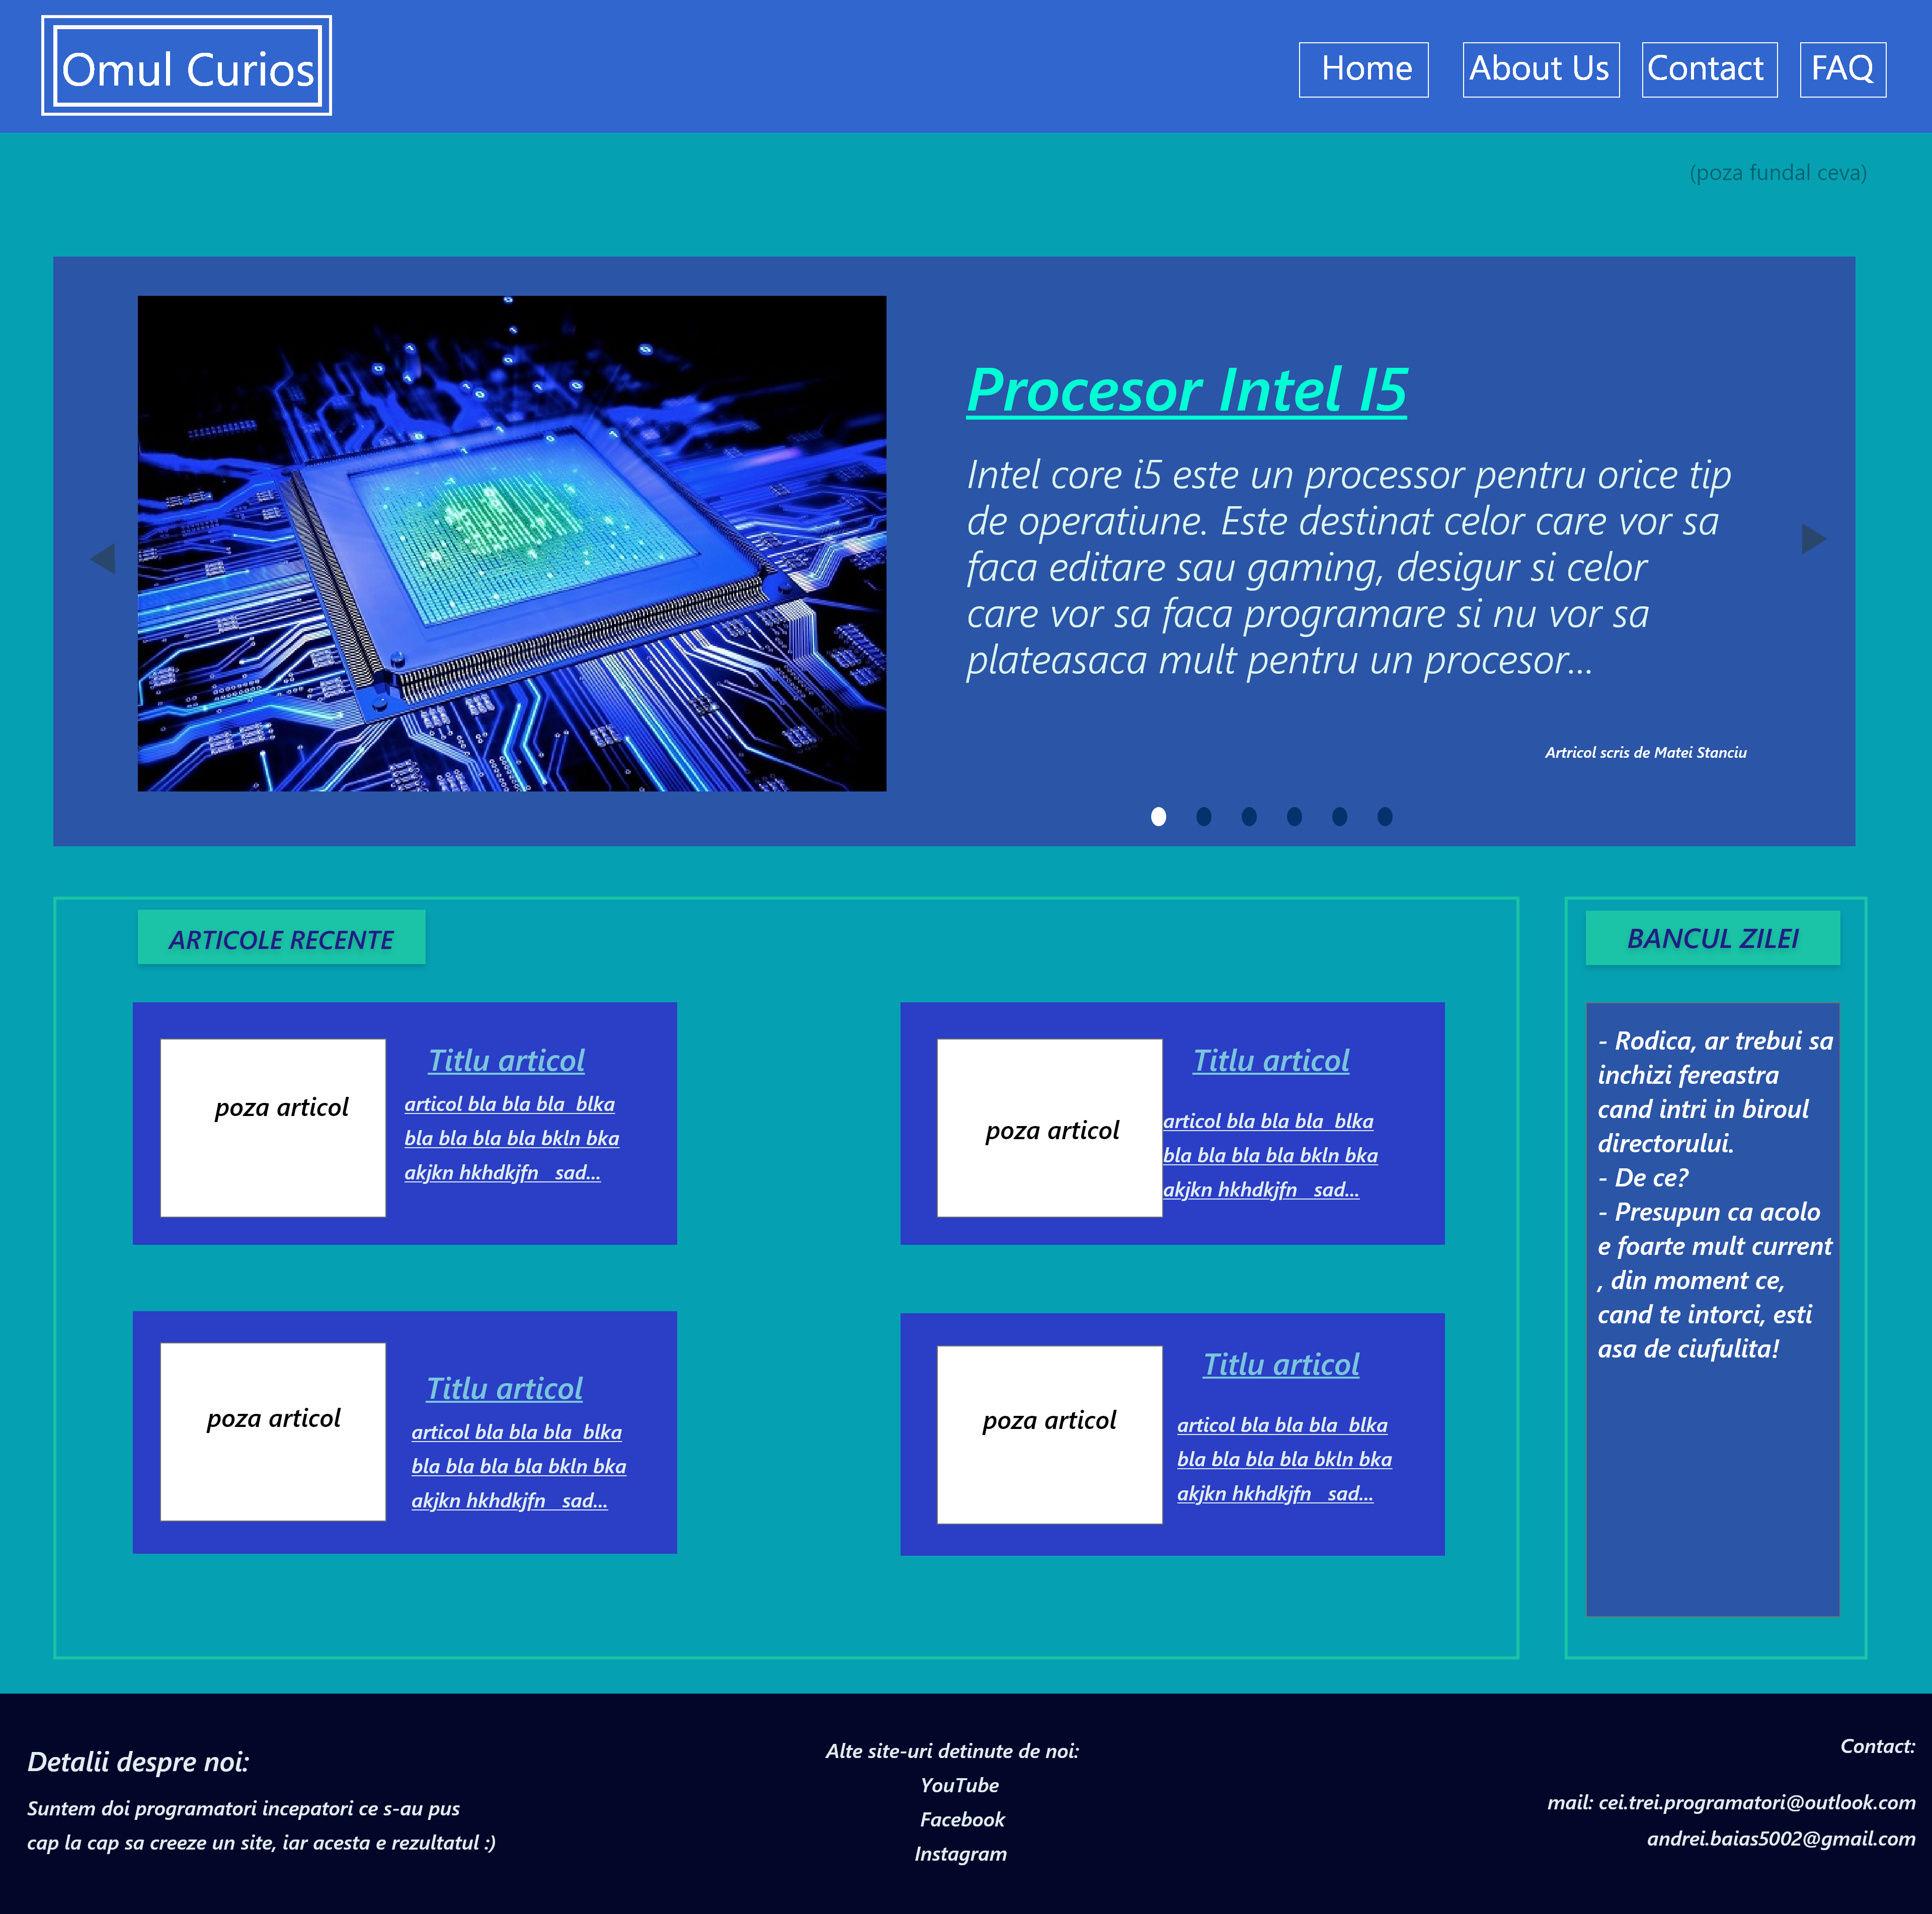 Omul Curios
Home
About Us
Contact
FAQ
(poza fundal ceva)
Procesor Intel I5
Intel core i5 este un processor pentru orice tip
de operatiune. Este destinat celor care vor sa
faca editare sau gaming, desigur si celor
care vor sa faca programare si nu vor sa
plateasaca mult pentru un procesor...
Artricol scris de Matei Stanciu
ARTICOLE RECENTE
poza articol
Titlu articol
articol bla bla bla  blka
bla bla bla bla bkln bka
akjkn hkhdkjfn   sad...
poza articol
Titlu articol
articol bla bla bla  blka
bla bla bla bla bkln bka
akjkn hkhdkjfn   sad...
poza articol
Titlu articol
articol bla bla bla  blka
bla bla bla bla bkln bka
akjkn hkhdkjfn   sad...
poza articol
Titlu articol
articol bla bla bla  blka
bla bla bla bla bkln bka
akjkn hkhdkjfn   sad...
BANCUL ZILEI
- Rodica, ar trebui sa
inchizi fereastra
cand intri in biroul
directorului.
- De ce?
- Presupun ca acolo
e foarte mult current
, din moment ce,
cand te intorci, esti
asa de ciufulita!
Detalii despre noi:
Suntem doi programatori incepatori ce s-au pus
cap la cap sa creeze un site, iar acesta e rezultatul :)
Alte site-uri detinute de noi:
YouTube
Facebook
Instagram
Contact:
mail: cei.trei.programatori@outlook.com
andrei.baias5002@gmail.com